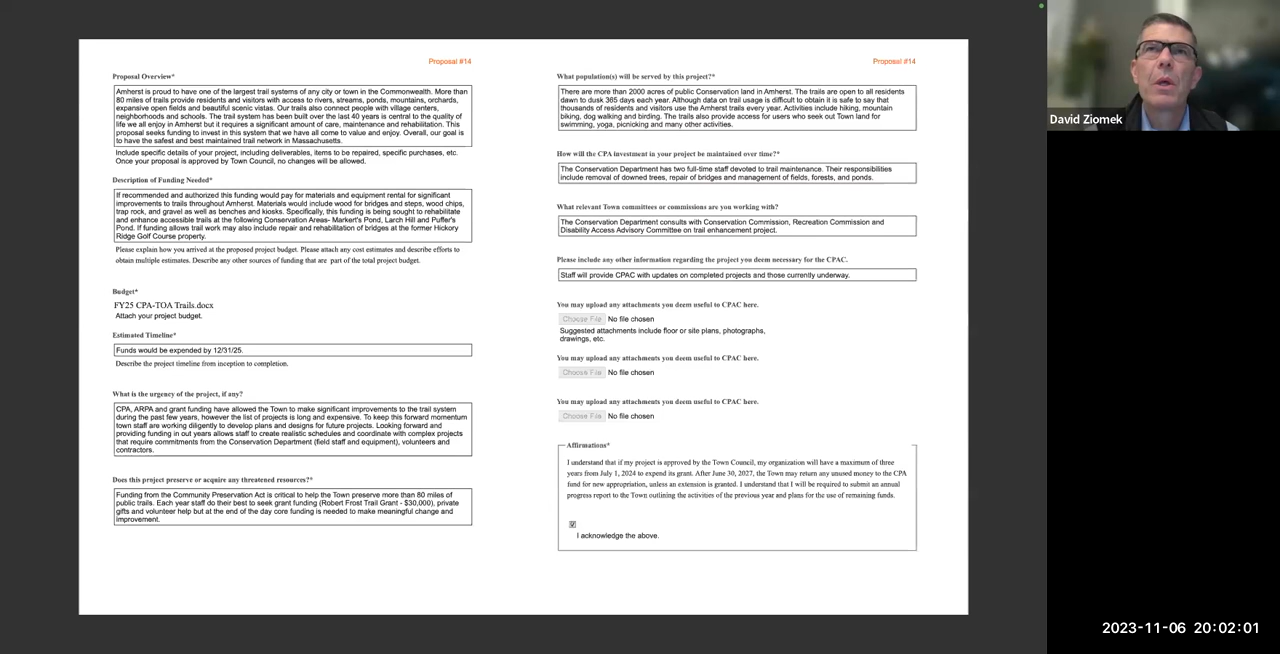 Proposal #14
Proposal Overview*
Amherst is proud to have one of the largest trail systems of any city or town in the Commonwealth. More than
80 miles of trails provide residents and visitors with access to rivers, streams, ponds, mountains, orchards,
expansive open fields and beautiful scenic vistas. Our trails also connect people with village centers,
neighborhoods and schools. The trail system has been built over the last 40 years is central to the quality of
life we all enjoy in Amherst but it requires a significant amount of care, maintenance and rehabilitation. This
proposal seeks funding to invest in this system that we have all come to value and enjoy. Overall, our goal is
to have the safest and best maintained trail network in Massachusetts.
Include specific details of your project, including deliverables, items to be repaired, specific purchases, etc.
Once your proposal is approved by Town Council, no changes will be allowed.
Description of Funding Needed*
If recommended and authorized this funding would pay for materials and equipment rental for significant
improvements to trails throughout Amherst. Materials would include wood for bridges and steps, wood chips,
trap rock, and gravel as well as benches and kiosks. Specifically, this funding is being sought to rehabilitate
and enhance accessible trails at the following Conservation Areas- Markert's Pond, Larch Hill and Puffer's
Pond. If funding allows trail work may also include repair and rehabilitation of bridges at the former Hickory
Ridge Golf Course property.
Please explain how you arrived at the proposed project budget. Please attach any cost estimates and describe efforts to
obtain multiple estimates. Describe any other sources of funding that are part of the total project budget.
Budget*
FY25 CPA-TOA Trails.docx
Attach your project budget.
Estimated Timeline*
Funds would be expended by 12/31/25.
Describe the project timeline from inception to completion.
What is the urgency of the project, if any?
CPA, ARPA and grant funding have allowed the Town to make significant improvements to the trail system
during the past few years, however the list of projects is long and expensive. To keep this forward momentum
town staff are working diligently to develop plans and designs for future projects. Looking forward and
providing funding in out years allows staff to create realistic schedules and coordinate with complex projects
that require commitments from the Conservation Department (field staff and equipment), volunteers and
contractors.
Does this project preserve or acquire any threatened resources?*
Funding from the Community Preservation Act is critical to help the Town preserve more than 80 miles of
public trails. Each year staff do their best to seek grant funding (Robert Frost Trail Grant - $30,000), private
gifts and volunteer help but at the end of the day core funding is needed to make meaningful change and
improvement.
Proposal #14
What population(s) will be served by this project?*
There are more than 2000 acres of public Conservation land in Amherst. The trails are open to all residents
dawn to dusk 365 days each year. Although data on trail usage is difficult to obtain it is safe to say that
thousands of residents and visitors use the Amherst trails every year. Activities include hiking, mountain
biking, dog walking and birding. The trails also provide access for users who seek out Town land for
swimming, yoga, picnicking and many other activities.
How will the CPA investment in your project be maintained over time?*
The Conservation Department has two full-time staff devoted to trail maintenance. Their responsibilities
include removal of downed trees, repair of bridges and management of fields, forests, and ponds.
What relevant Town committees or commissions are you working with?
The Conservation Department consults with Conservation Commission, Recreation Commission and
Disability Access Advisory Committee on trail enhancement project.
Please include any other information regarding the project you deem necessary for the CPAC.
Staff will provide CPAC with updates on completed projects and those currently underway.
You may upload any attachments you deem useful to CPAC here.
Choose File No file chosen
Suggested attachments include floor or site plans, photographs,
drawings, etc.
You may upload any attachments you deem useful to CPAC here.
Choose File No file chosen
You may upload any attachments you deem useful to CPAC here.
Choose File No file chosen
Affirmations*
I understand that if my project is approved by the Town Council, my organization will have a maximum of three
years from July 1, 2024 to expend its grant. After June 30, 2027, the Town may return any unused money to the CPA
fund for new appropriation, unless an extension is granted. I understand that I will be required to submit an annual
progress report to the Town outlining the activities of the previous year and plans for the use of remaining funds.
I acknowledge the above.
David Ziomek
2023-11-06 20:02:01